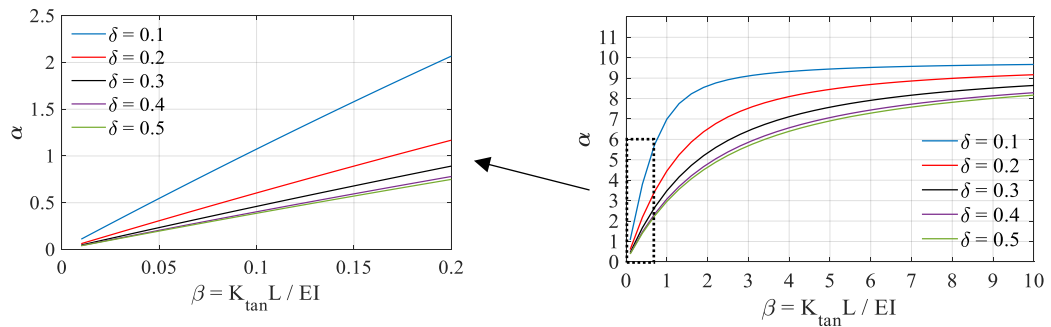 2.5
2
1.5
1
0.5
0
α
δ = 0.1
δ = 0.2
δ = 0.3
δ = 0.4
δ = 0.5
0 0.05 0.1 0.15 0.2
β = K_tan L / EI
11
10
9
8
7
6
5
4
3
2
1
0
α
δ = 0.1
δ = 0.2
δ = 0.3
δ = 0.4
δ = 0.5
0 1 2 3 4 5 6 7 8 9 10
β = K_tan L / EI